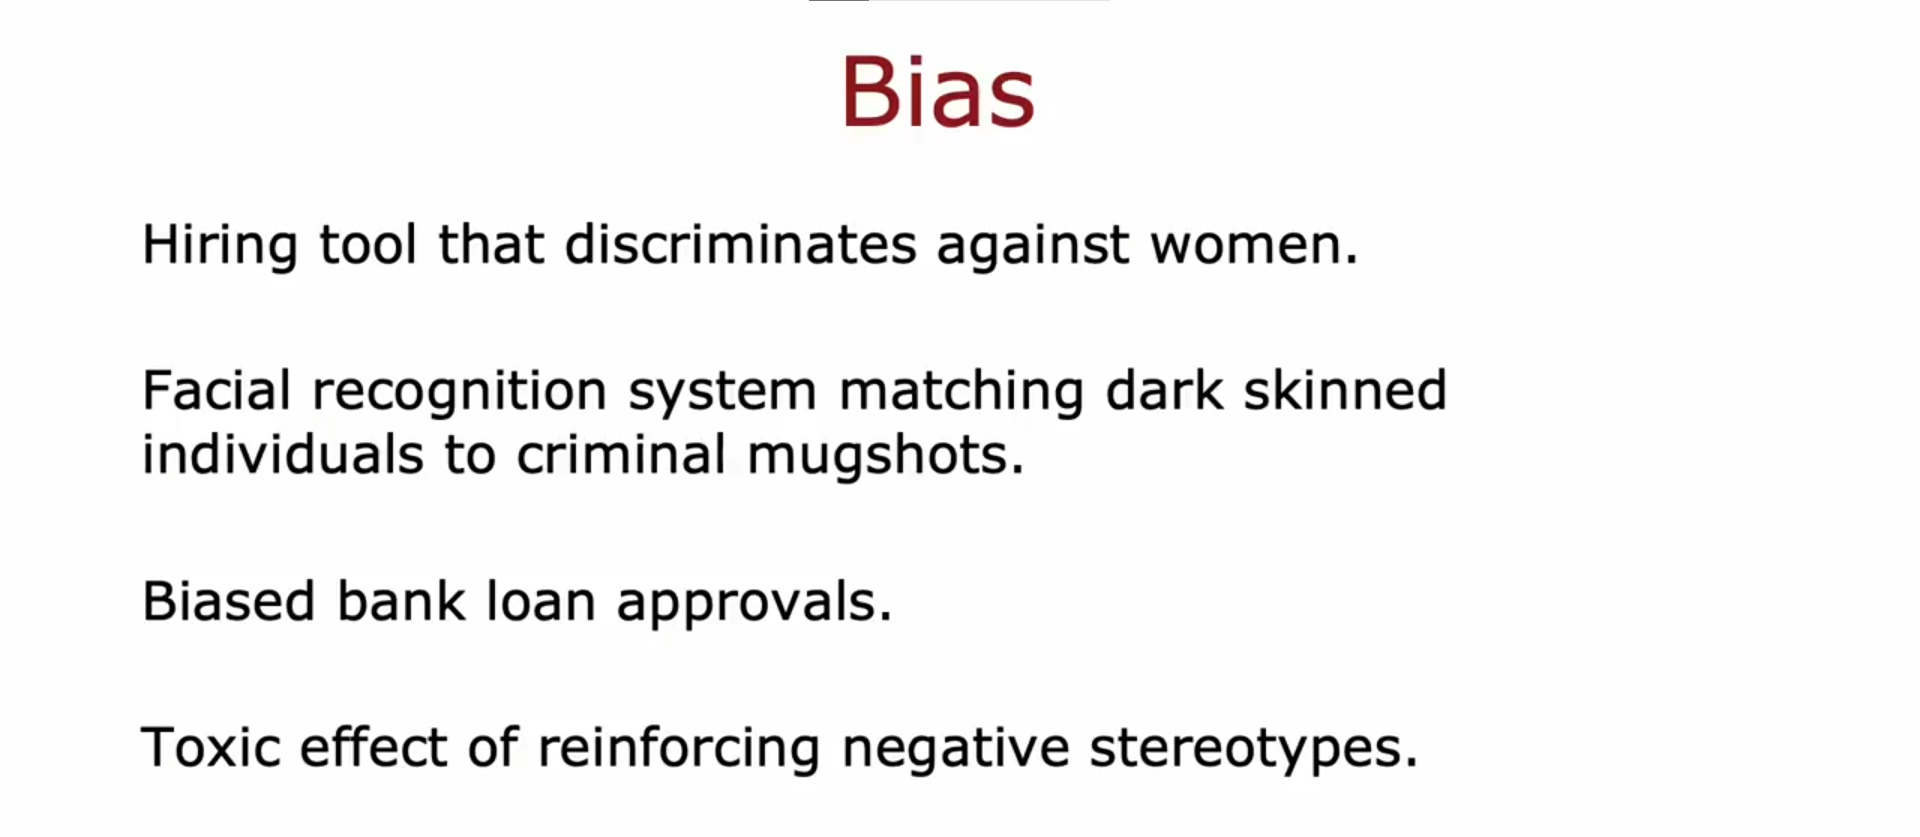 Bias
Hiring tool that discriminates against women.
Facial recognition system matching dark skinned
individuals to criminal mugshots.
Biased bank loan approvals.
Toxic effect of reinforcing negative stereotypes.